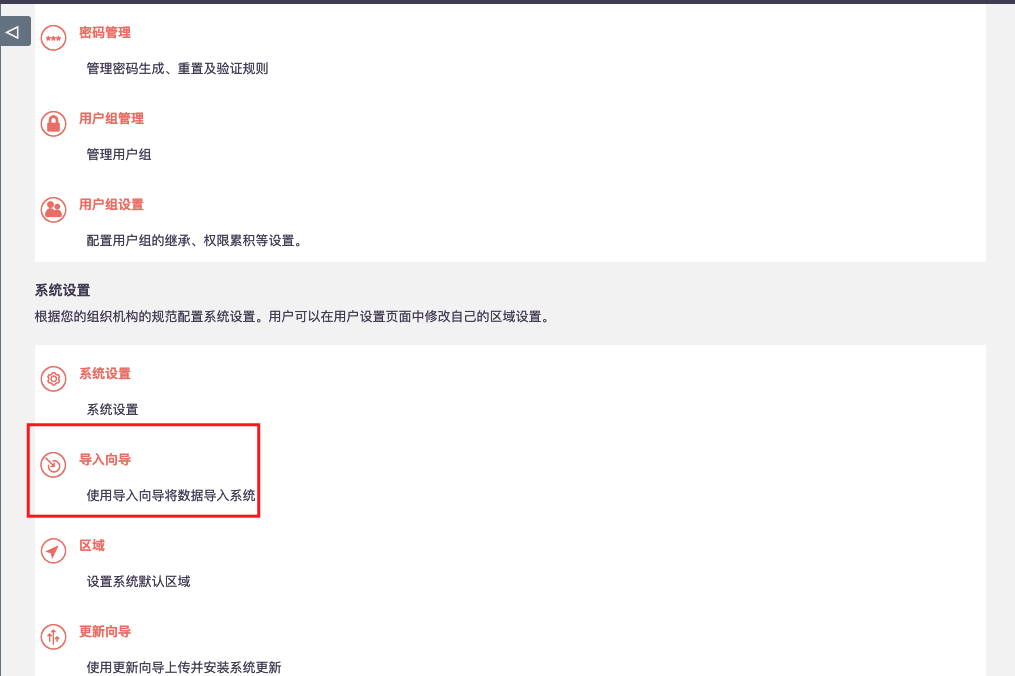 密码管理
管理密码生成、重置及验证规则
用户组管理
管理用户组
用户组设置
配置用户组的继承、权限累积等设置。
系统设置
根据您的组织机构的规范配置系统设置。用户可以在用户设置页面中修改自己的区域设置。
系统设置
系统设置
导入向导
使用导入向导将数据导入系统
区域
设置系统默认区域
更新向导
使用更新向导上传并安装系统更新